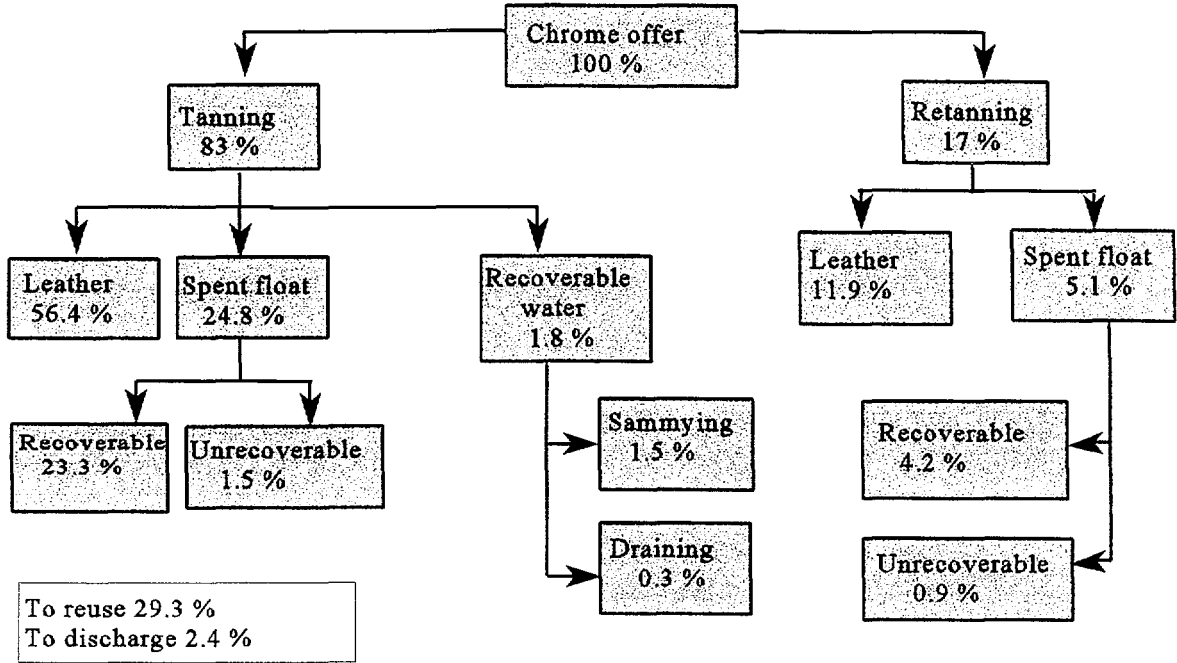 Chrome offer
100 %
Tanning
83 %
Retanning
17 %
Leather
56.4 %
Spent float
24.8 %
Recoverable
water
1.8 %
Leather
11.9 %
Spent float
5.1 %
Recoverable
23.3 %
Unrecoverable
1.5 %
Sammying
1.5 %
Draining
0.3 %
Recoverable
4.2 %
Unrecoverable
0.9 %
To reuse 29.3 %
To discharge 2.4 %